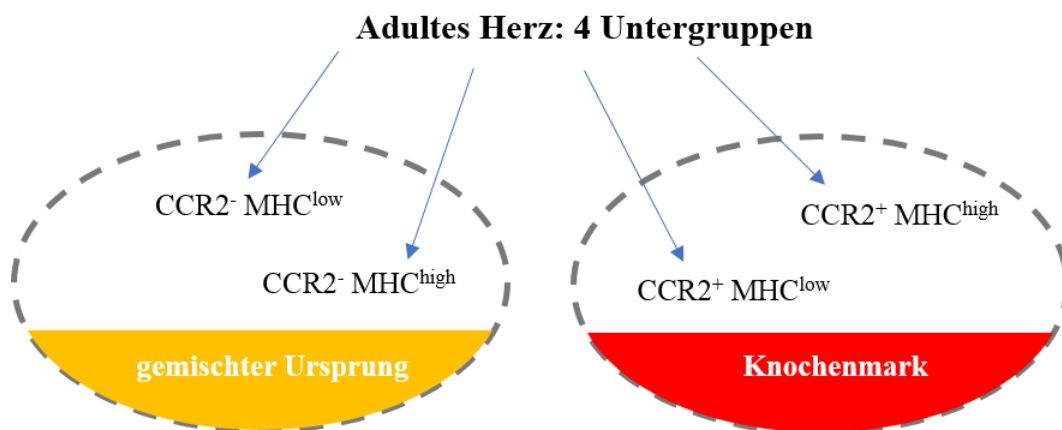 Adultes Herz: 4 Untergruppen
CCR2⁻ MHCˡᵒʷ
CCR2⁺ MHCʰⁱᵍʰ
CCR2⁻ MHCʰⁱᵍʰ
CCR2⁺ MHCˡᵒʷ
gemischter Ursprung
Knochenmark